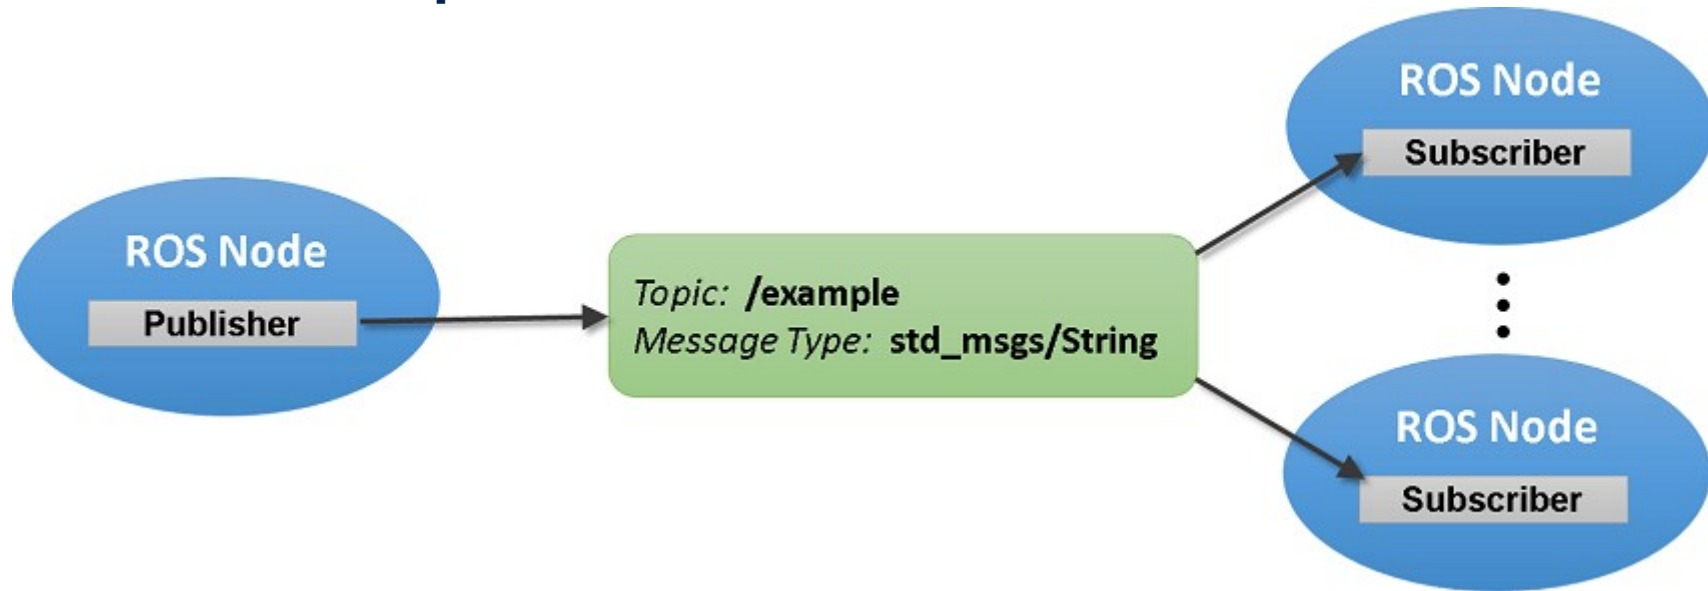 ROS Node
Publisher
Topic: /example
Message Type: std_msgs/String
ROS Node
Subscriber
ROS Node
Subscriber